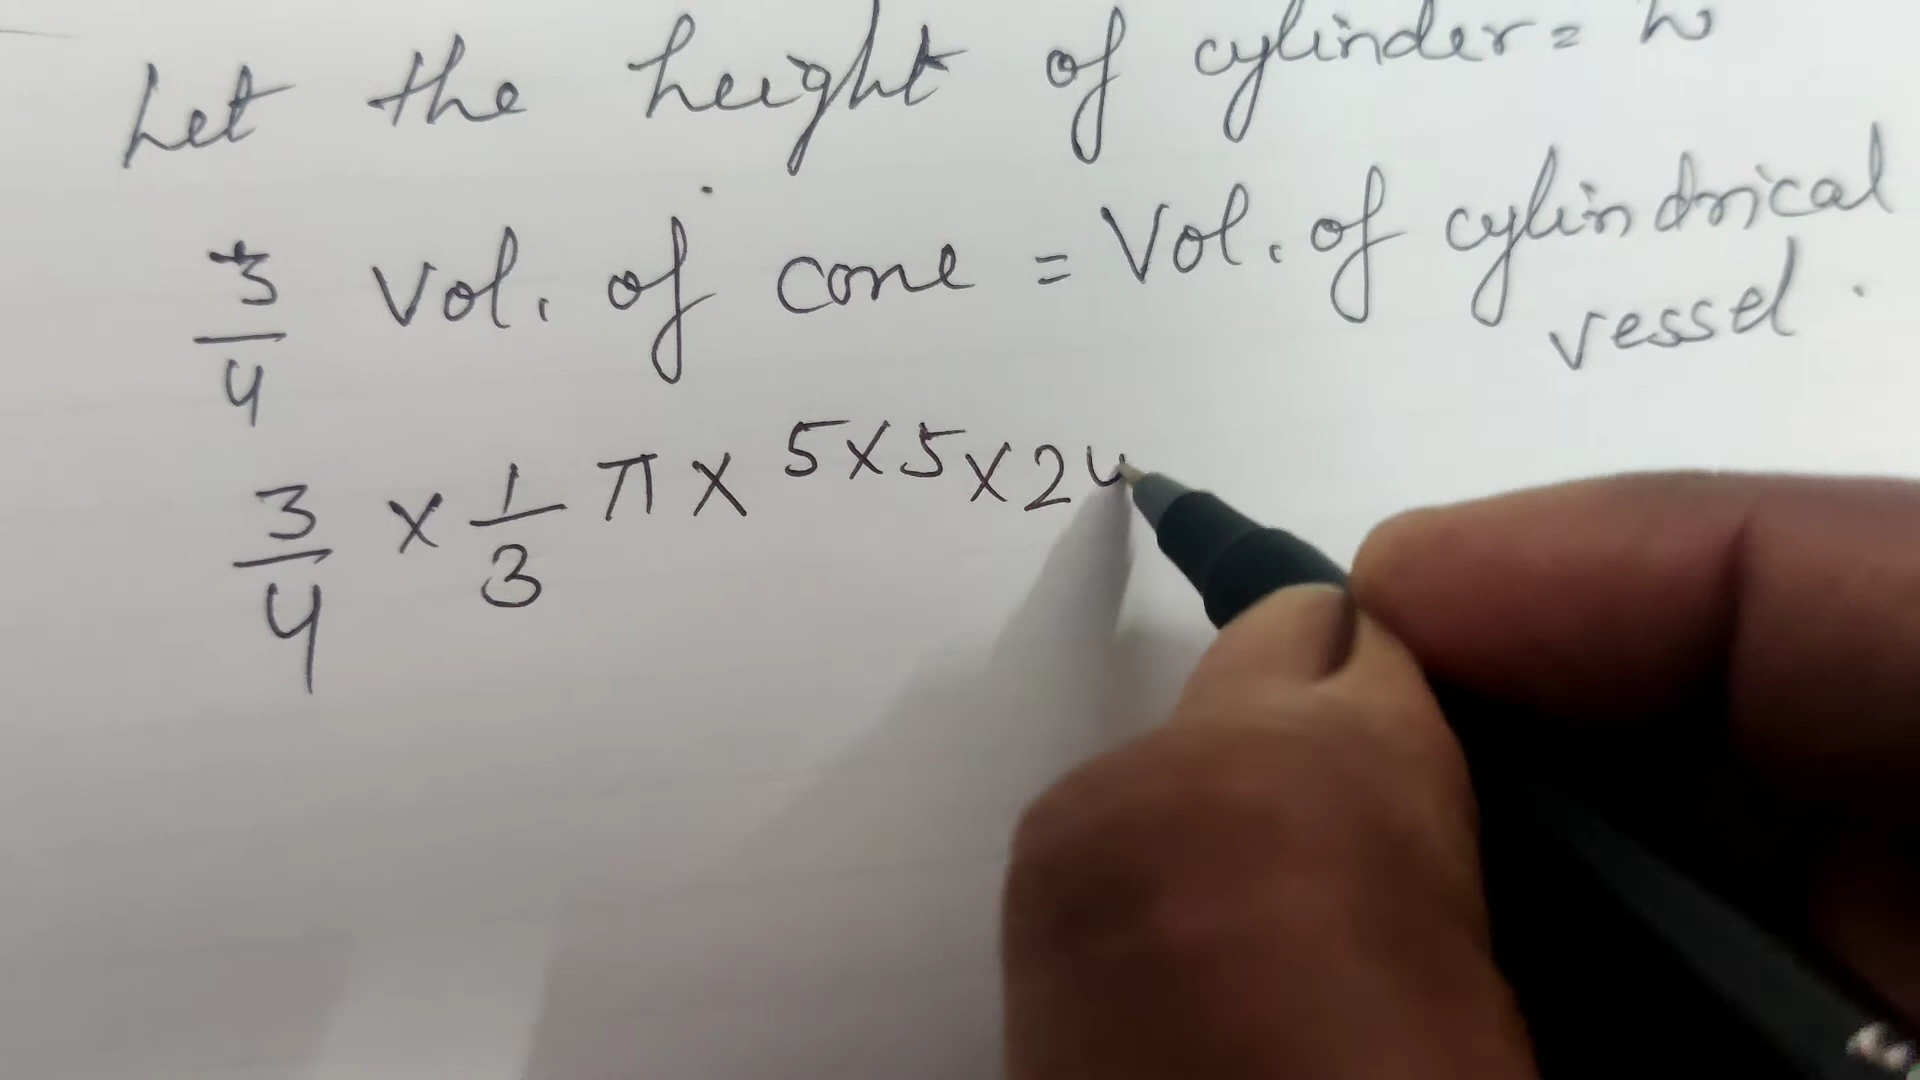 Let the height of cylinder = h
3/4 Vol. of cone = Vol. of cylindrical
vessel.
3/4 × 1/3 π × 5×5×24